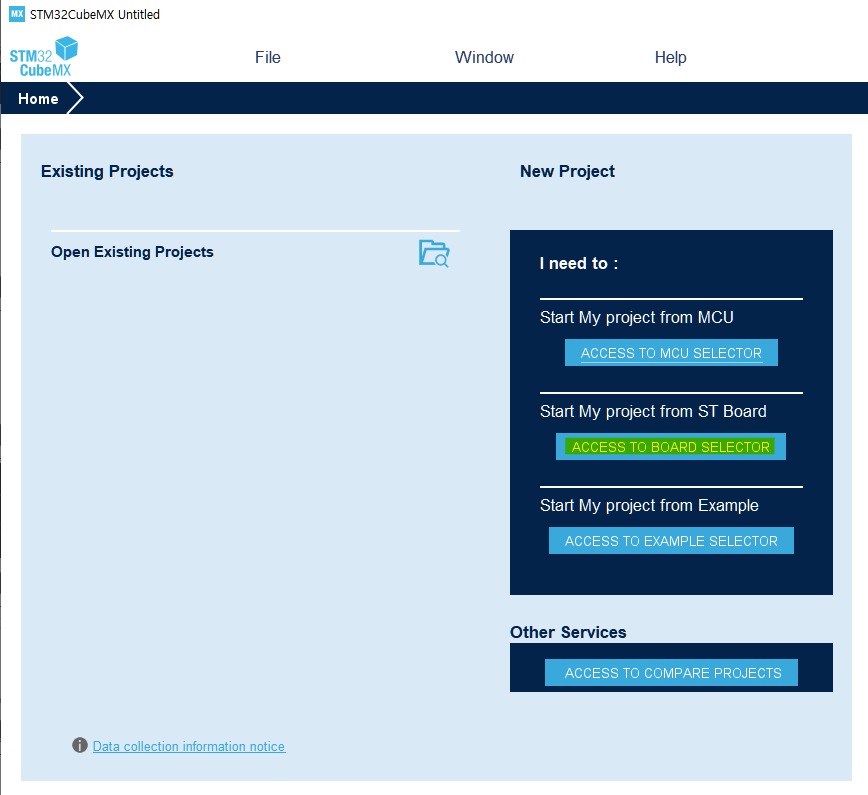 MX STM32CubeMX Untitled
STM32
CubeMX
File
Window
Help
Home
Existing Projects
Open Existing Projects
New Project
I need to :
Start My project from MCU
ACCESS TO MCU SELECTOR
Start My project from ST Board
ACCESS TO BOARD SELECTOR
Start My project from Example
ACCESS TO EXAMPLE SELECTOR
Other Services
ACCESS TO COMPARE PROJECTS
i Data collection information notice